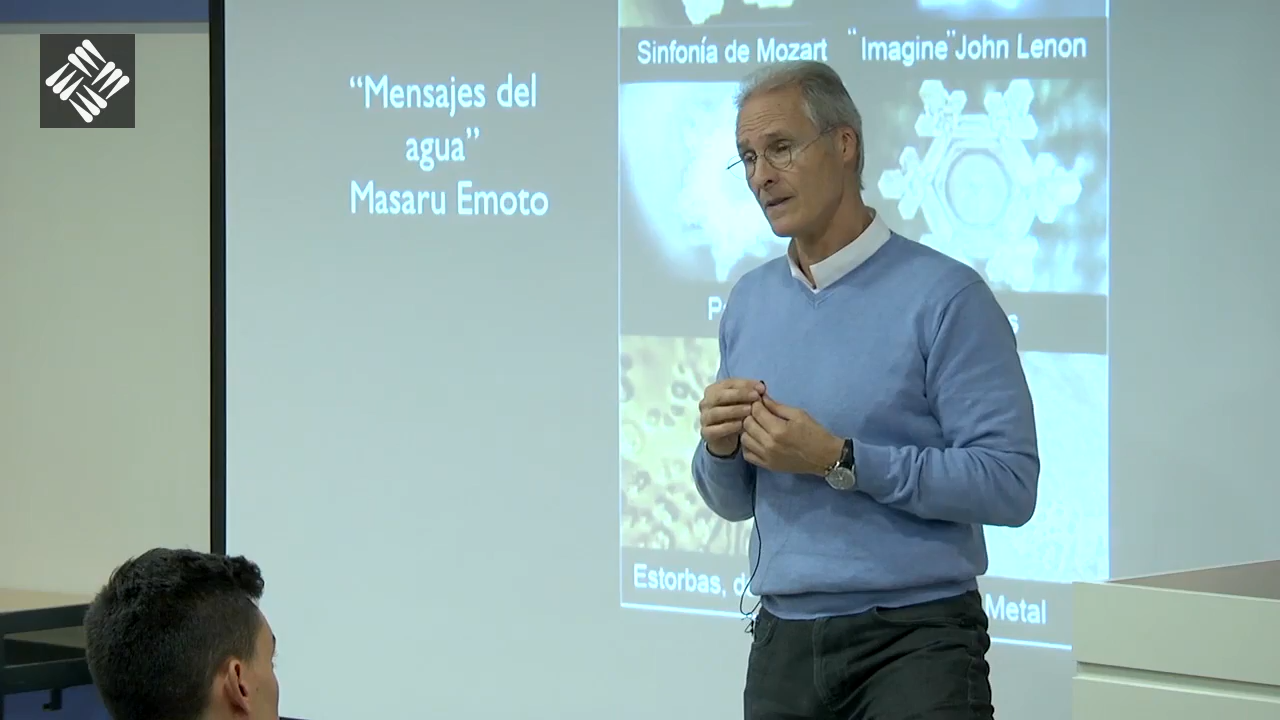 “Mensajes del
agua”
Masaru Emoto
Sinfonía de Mozart
“Imagine” John Lenon
Estorbas,
Metal